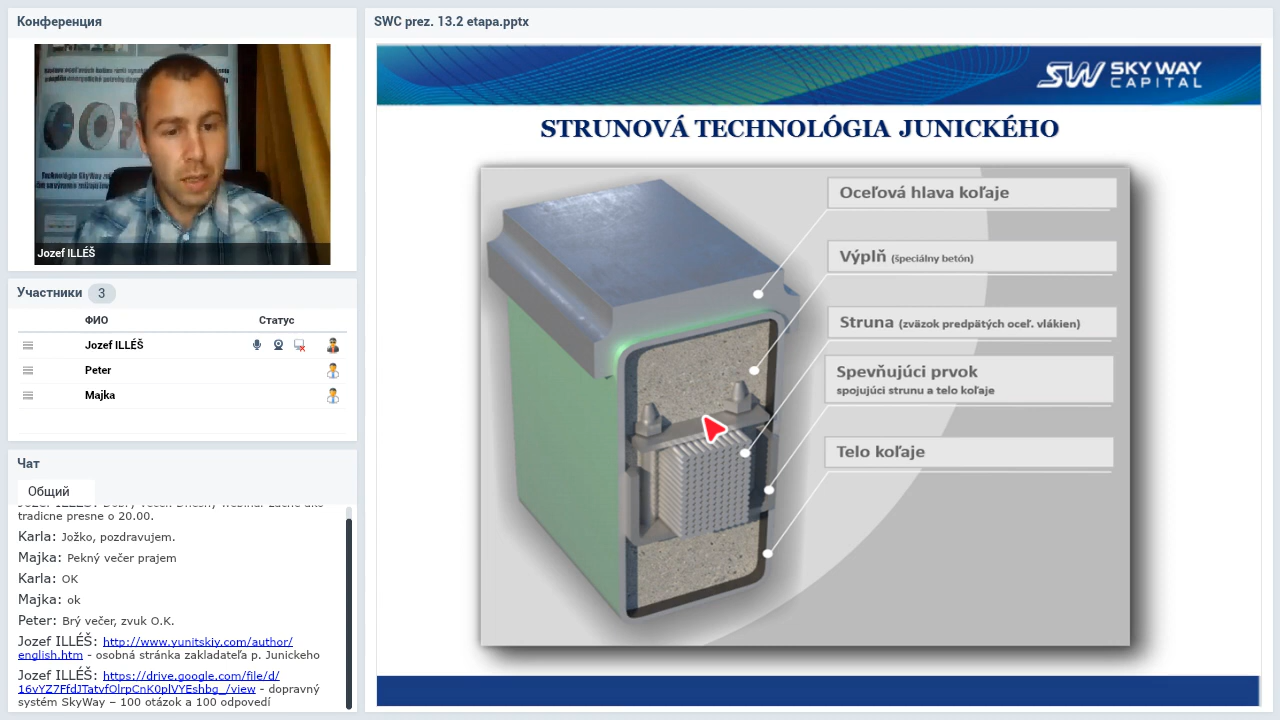 Конференция
Jozef ILLÉŠ
Участники 3
ФИО Статус
Jozef ILLÉŠ
Peter
Majka
Чат
Общий
tradicne presne o 20.00.
Karla: Jožko, pozdravujem.
Majka: Pekný večer prajem
Karla: OK
Majka: ok
Peter: Brý večer, zvuk O.K.
Jozef ILLÉŠ: http://www.yunitskiy.com/author/
english.htm - osobná stránka zakladateľa p. Junickeho
Jozef ILLÉŠ: https://drive.google.com/file/d/
16vYZ7FfdJTatvfOlrpCnK0plVYEshbg_/view - dopravný
systém SkyWay – 100 otázok a 100 odpovedí
SWC prez. 13.2 etapa.pptx
SW SKY WAY
CAPITAL
STRUNOVÁ TECHNOLÓGIA JUNICKÉHO
Oceľová hlava koľaje
Výplň (špeciálny betón)
Struna (zväzok predpätých oceľ. vlákien)
Spevňujúci prvok
spojujúci strunu a telo koľaje
Telo koľaje